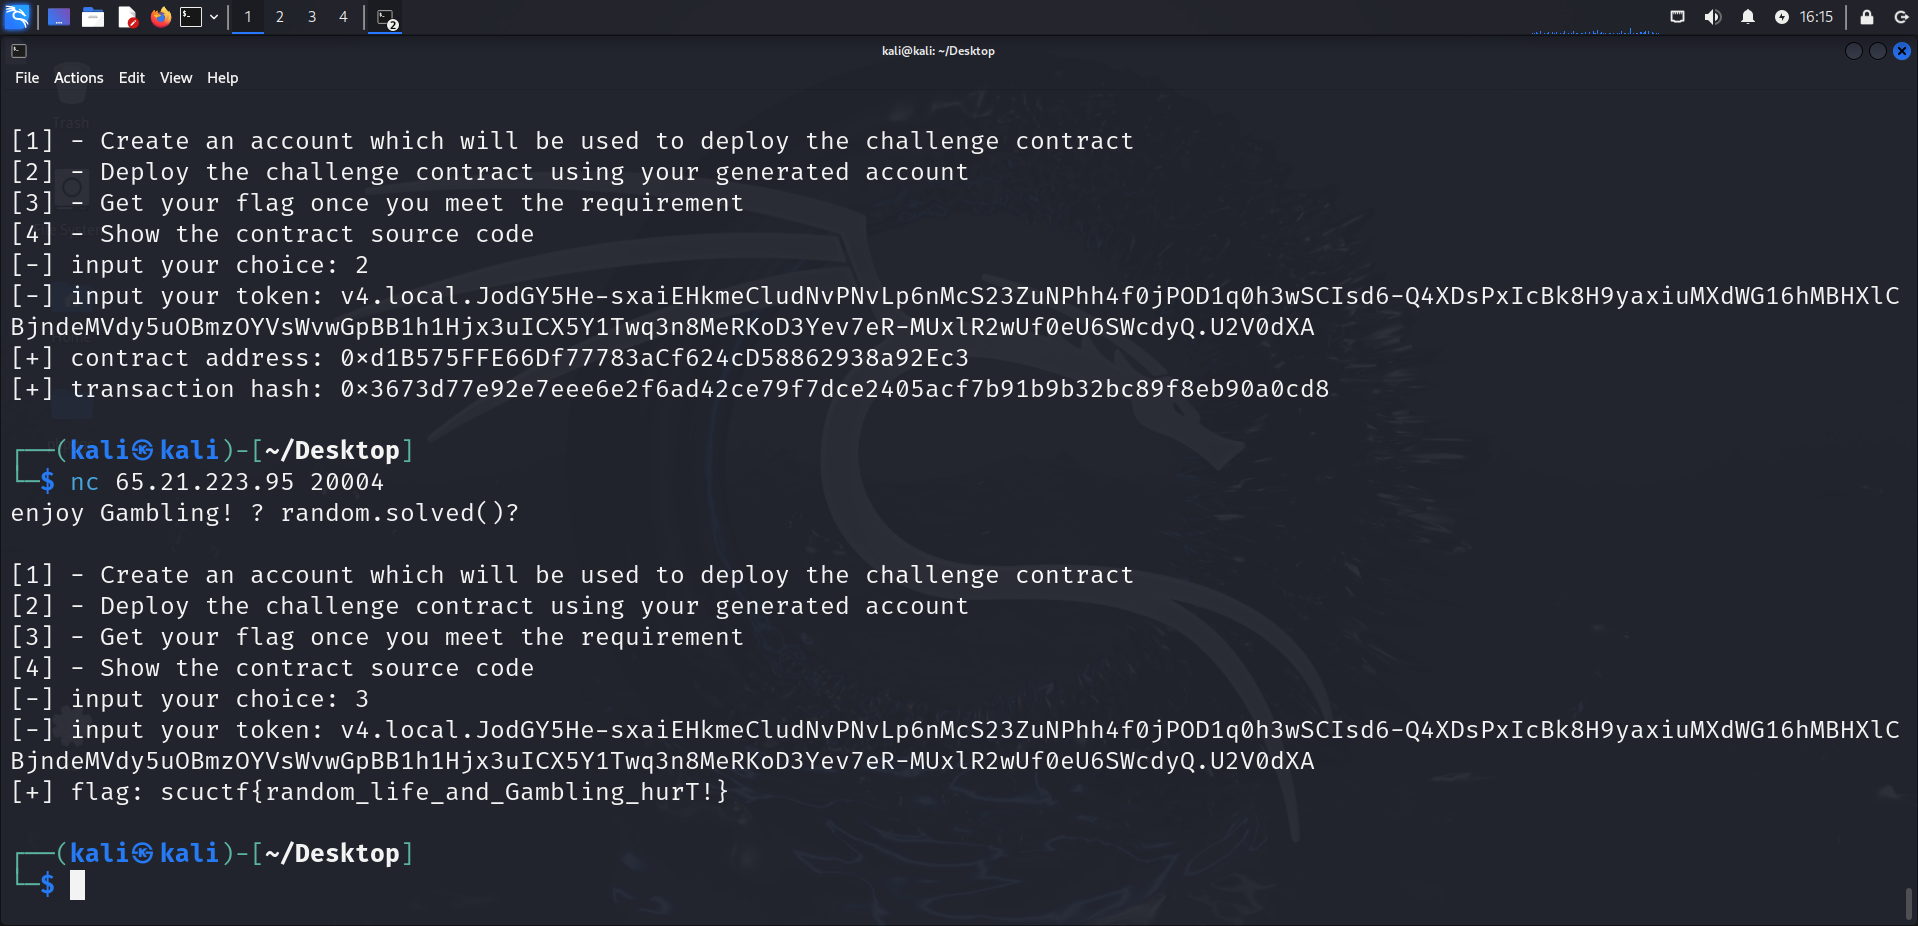 1 2 3 4 2 16:15
kali@kali: ~/Desktop
File Actions Edit View Help
[1] - Create an account which will be used to deploy the challenge contract
[2] - Deploy the challenge contract using your generated account
[3] - Get your flag once you meet the requirement
[4] - Show the contract source code
[-] input your choice: 2
[-] input your token: v4.local.JodGY5He-sxaiEHkmeCludNvPNvLp6nMcS23ZuNPhh4f0jPOD1q0h3wSCIsd6-Q4XDsPxIcBk8H9yaxiuMXdWG16hMBHXlC
BjndeMVdy5uOBmzOYVsWvwGpBB1h1Hjx3uICX5Y1Twq3n8MeRKoD3Yev7eR-MUxlR2wUf0eU6SWcdyQ.U2V0dXA
[+] contract address: 0xd1B575FFE66Df77783aCf624cD58862938a92Ec3
[+] transaction hash: 0x3673d77e92e7eee6e2f6ad42ce79f7dce2405acf7b91b9b32bc89f8eb90a0cd8
┌──(kali㉿kali)-[~/Desktop]
└─$ nc 65.21.223.95 20004
enjoy Gambling! ? random.solved()?
[1] - Create an account which will be used to deploy the challenge contract
[2] - Deploy the challenge contract using your generated account
[3] - Get your flag once you meet the requirement
[4] - Show the contract source code
[-] input your choice: 3
[-] input your token: v4.local.JodGY5He-sxaiEHkmeCludNvPNvLp6nMcS23ZuNPhh4f0jPOD1q0h3wSCIsd6-Q4XDsPxIcBk8H9yaxiuMXdWG16hMBHXlC
BjndeMVdy5uOBmzOYVsWvwGpBB1h1Hjx3uICX5Y1Twq3n8MeRKoD3Yev7eR-MUxlR2wUf0eU6SWcdyQ.U2V0dXA
[+] flag: scuctf{random_life_and_Gambling_hurT!}
┌──(kali㉿kali)-[~/Desktop]
└─$